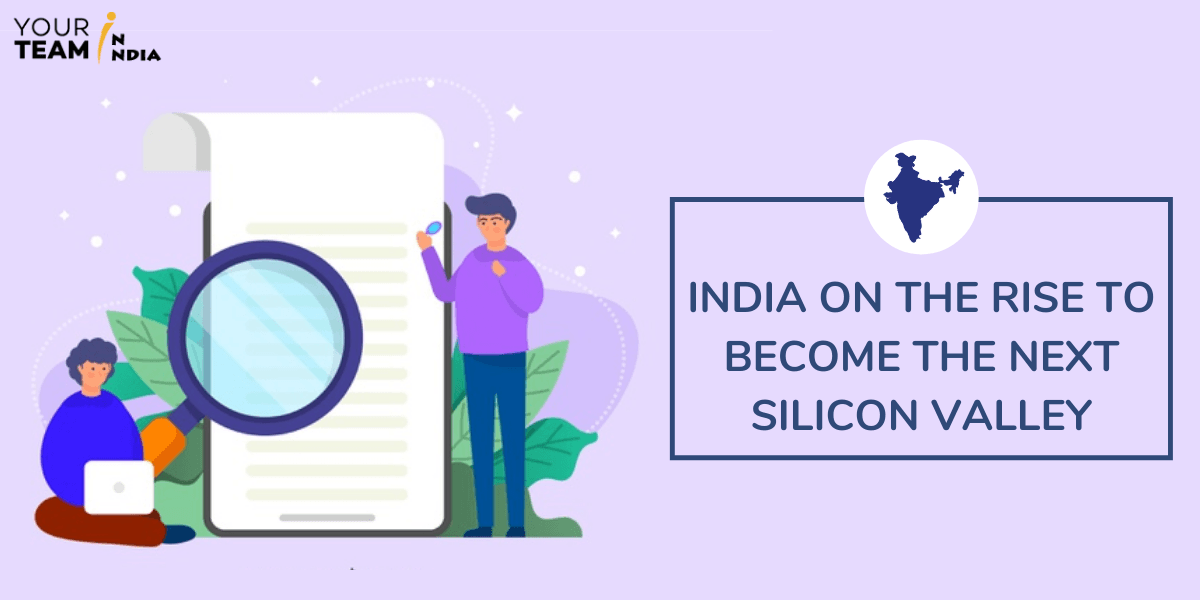 YOUR
TEAM iN
iNDIA
INDIA ON THE RISE TO
BECOME THE NEXT
SILICON VALLEY